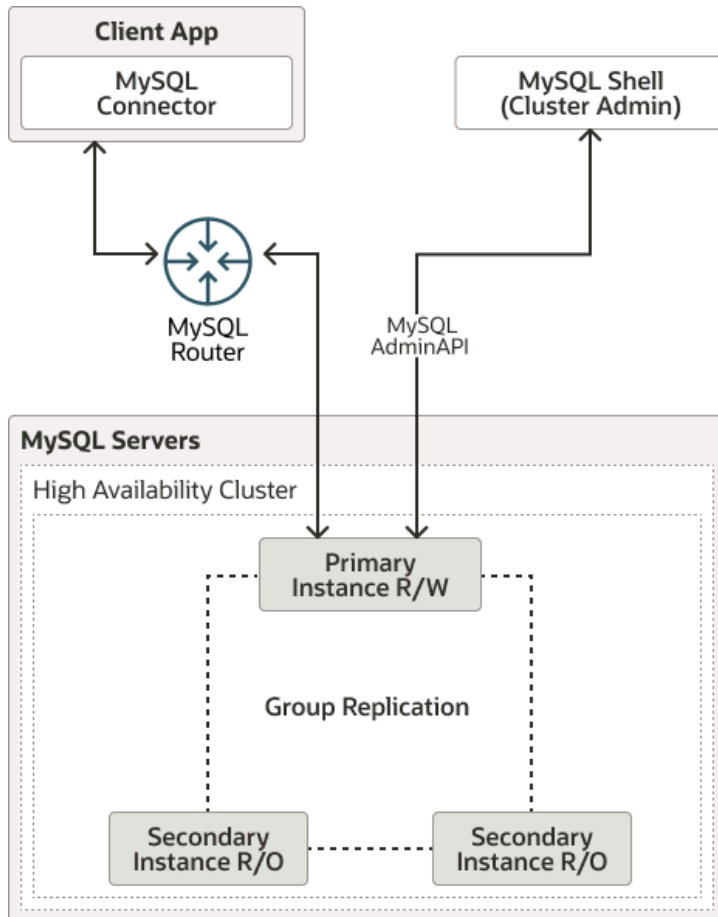 Client App
MySQL
Connector
MySQL Shell
(Cluster Admin)
MySQL
Router
MySQL
AdminAPI
MySQL Servers
High Availability Cluster
Primary
Instance R/W
Group Replication
Secondary
Instance R/O
Secondary
Instance R/O